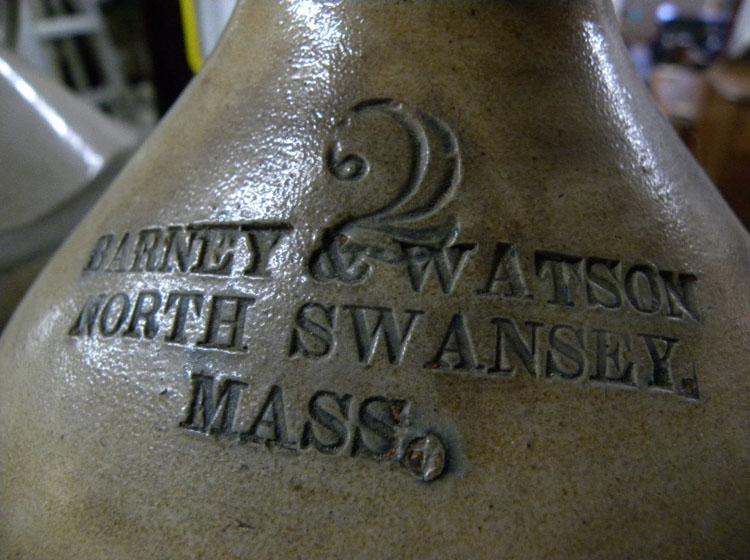 2
BARNEY & WATSON
NORTH SWANSEY.
MASS.